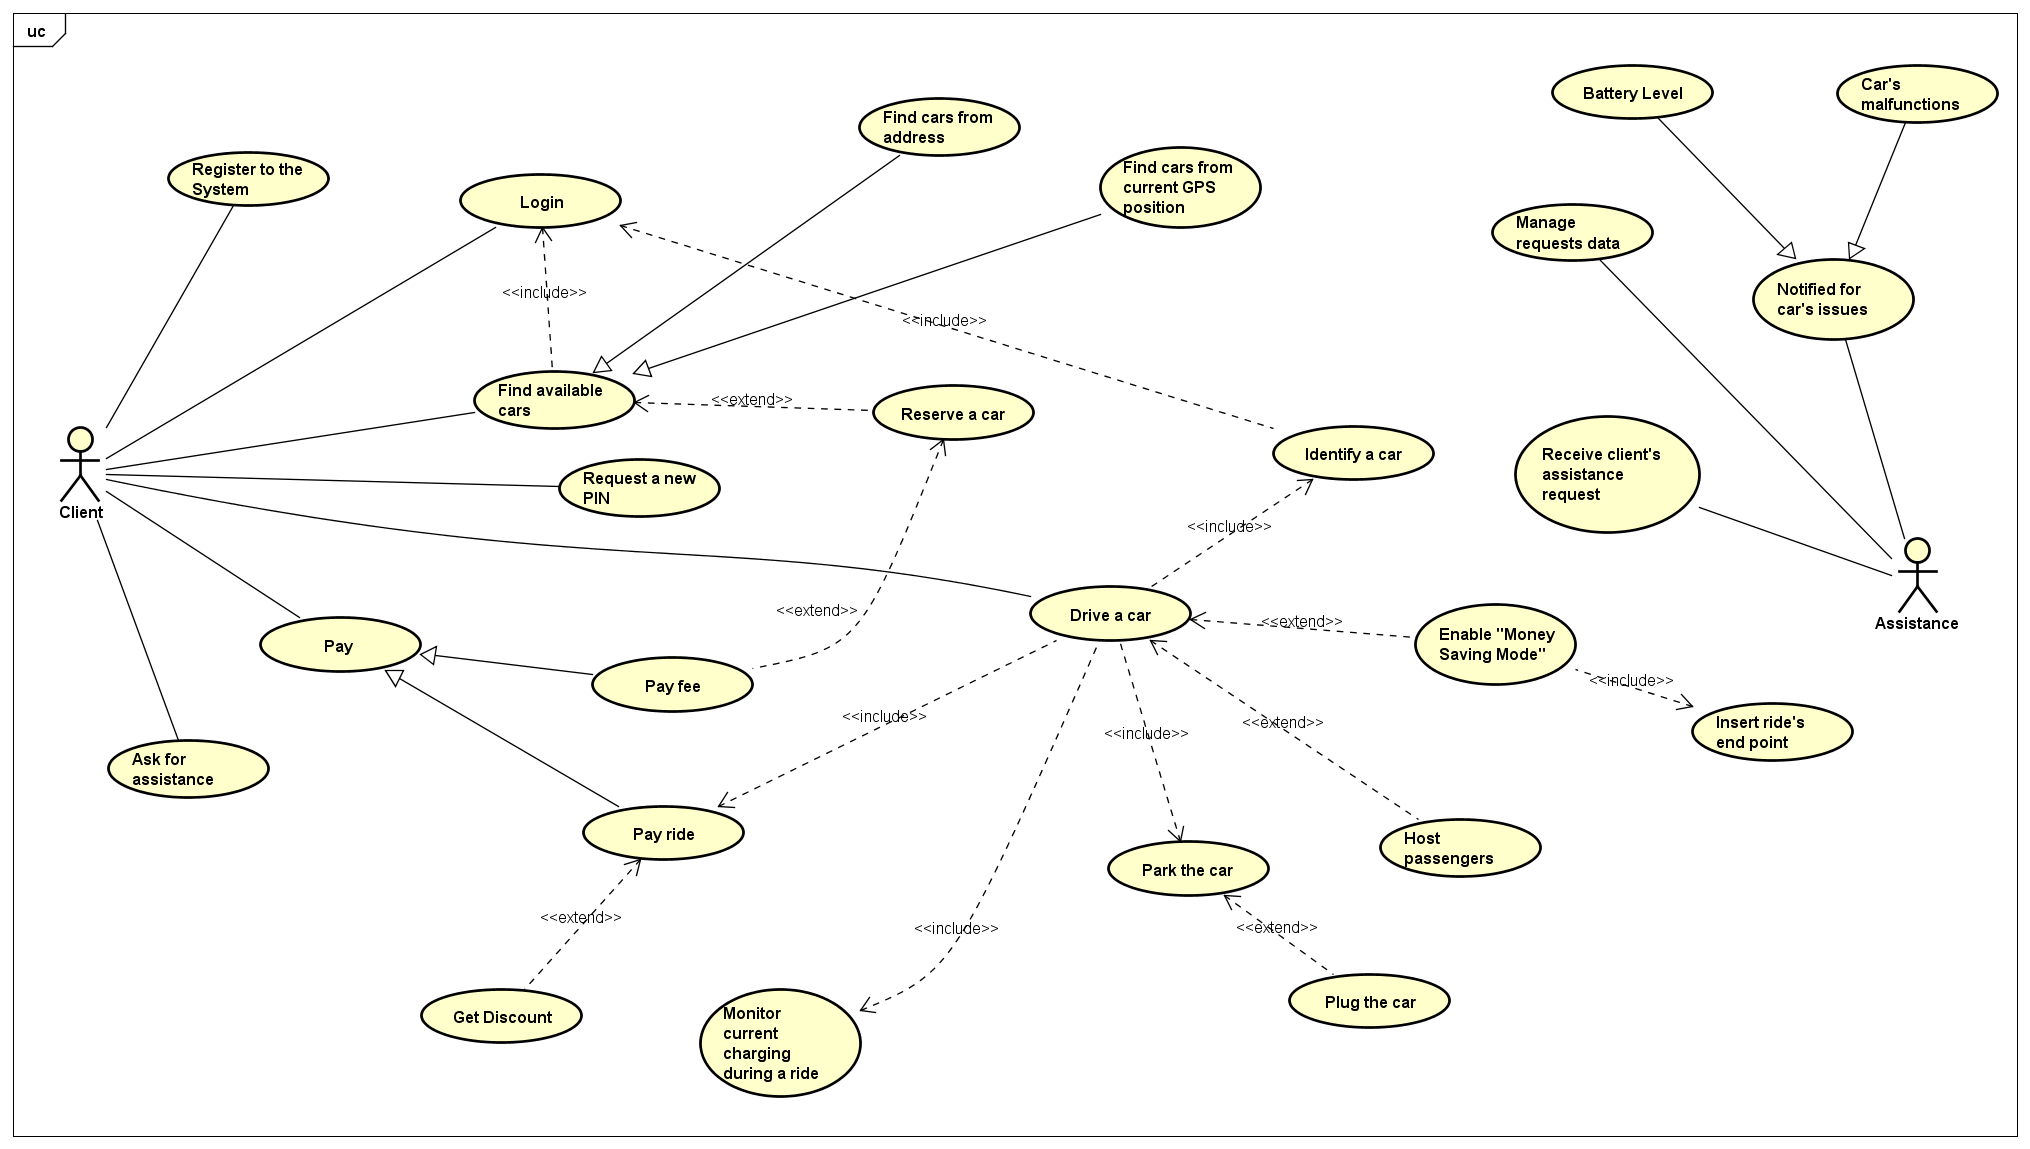 uc
Battery Level
Car's
malfunctions
Find cars from
address
Register to the
System
Find cars from
current GPS
position
Login
Manage
requests data
<<include>>
Notified for
car's issues
<<include>>
Find available
cars
<<extend>>
Reserve a car
Identify a car
Receive client's
assistance
request
Request a new
PIN
Client
<<include>>
<<extend>>
Drive a car
<<extend>>
Enable "Money
Saving Mode"
Assistance
Pay
Pay fee
<<include>>
<<include>>
<<include>>
<<extend>>
Insert ride's
end point
Ask for
assistance
Pay ride
Host
passengers
Park the car
<<extend>>
<<include>>
<<extend>>
Get Discount
Plug the car
Monitor
current
charging
during a ride